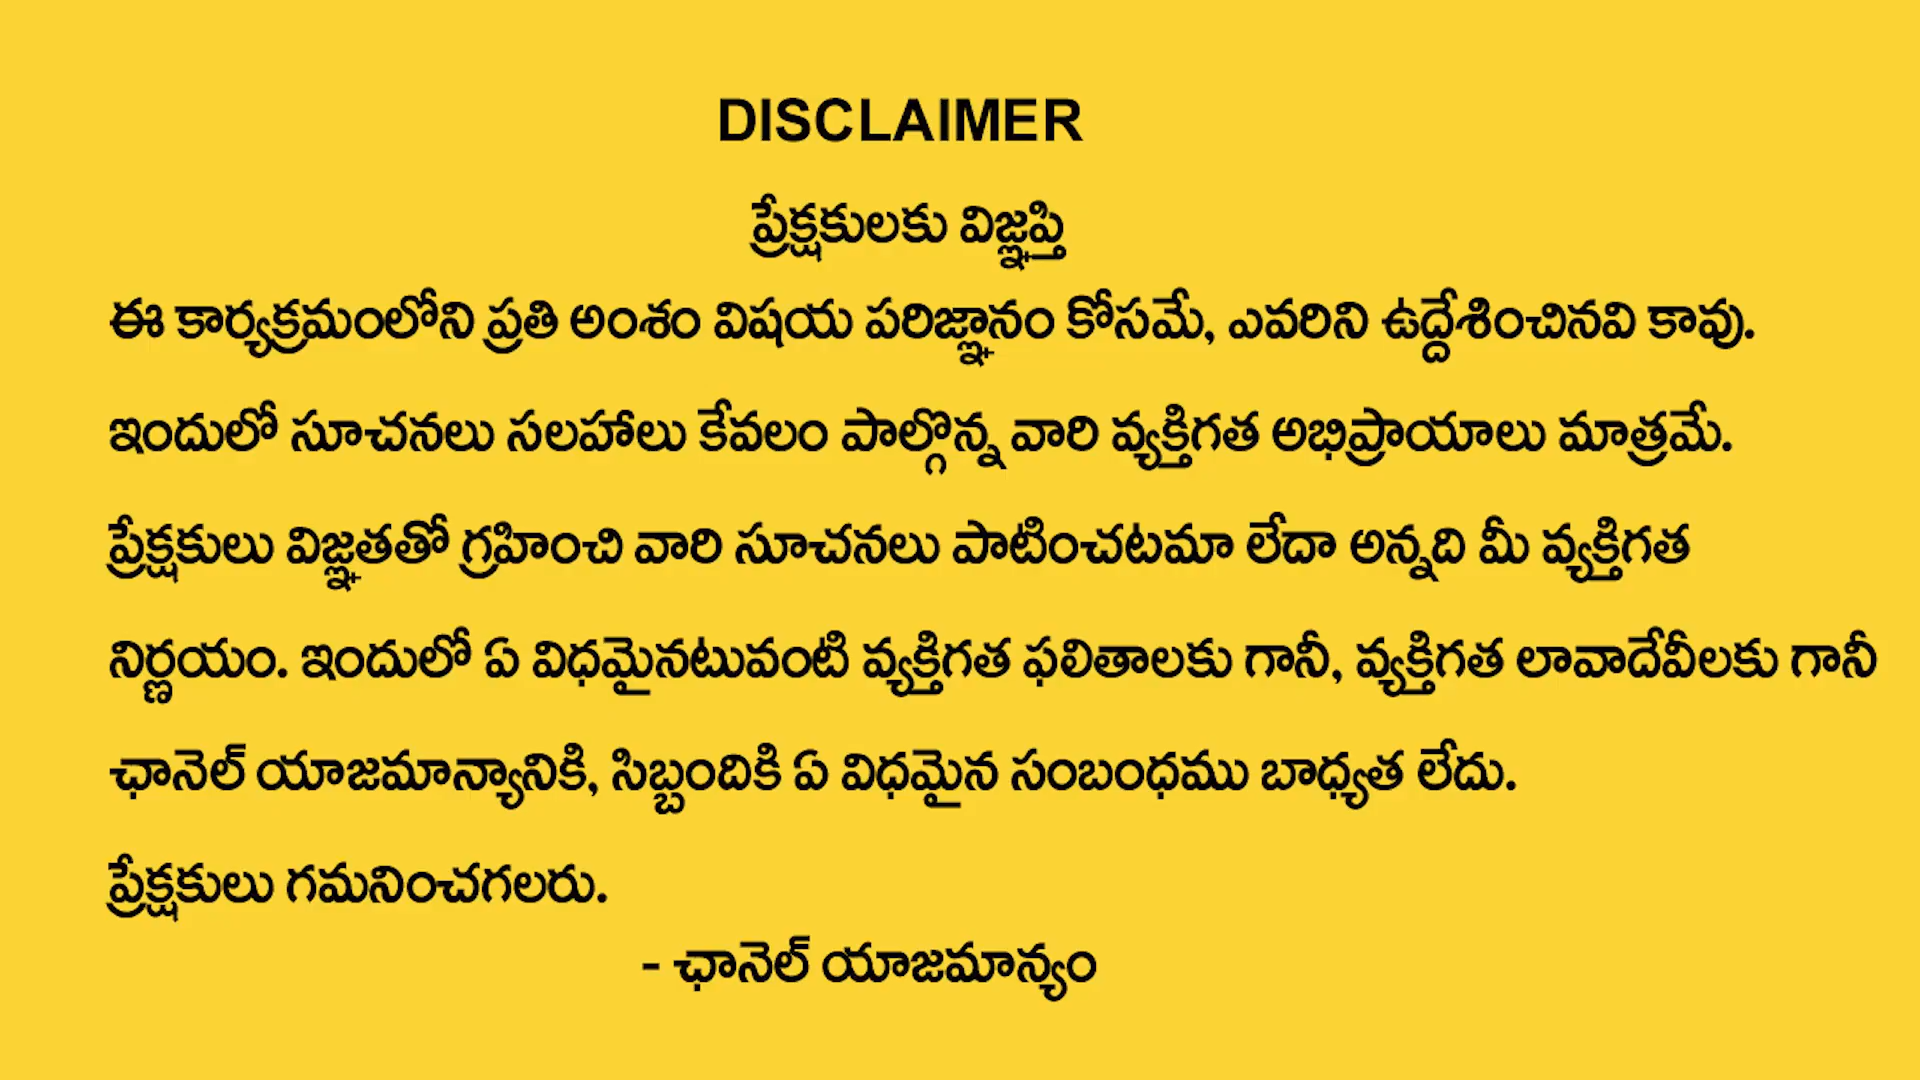 DISCLAIMER
ప్రేక్షకులకు విజ్ఞప్తి
ఈ కార్యక్రమంలోని ప్రతి అంశం విషయ పరిజ్ఞానం కోసమే, ఎవరిని ఉద్దేశించినవి కావు.
ఇందులో సూచనలు సలహాలు కేవలం పాల్గొన్న వారి వ్యక్తిగత అభిప్రాయాలు మాత్రమే.
ప్రేక్షకులు విజ్ఞతతో గ్రహించి వారి సూచనలు పాటించటమా లేదా అన్నది మీ వ్యక్తిగత
నిర్ణయం. ఇందులో ఏ విధమైనటువంటి వ్యక్తిగత ఫలితాలకు గానీ, వ్యక్తిగత లావాదేవీలకు గానీ
ఛానెల్ యాజమాన్యానికి, సిబ్బందికి ఏ విధమైన సంబంధము బాధ్యత లేదు.
ప్రేక్షకులు గమనించగలరు.
- ఛానెల్ యాజమాన్యం